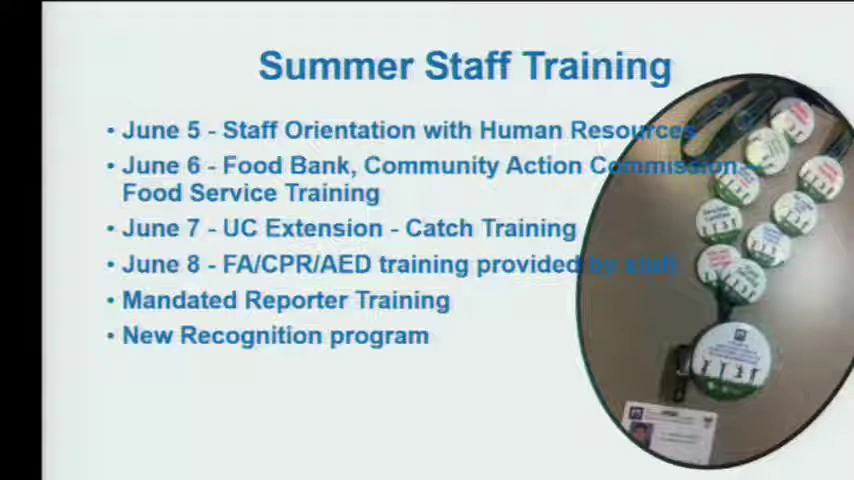 Summer Staff Training
• June 5 - Staff Orientation with Human Resources
• June 6 - Food Bank, Community Action Commission -
Food Service Training
• June 7 - UC Extension - Catch Training
• June 8 - FA/CPR/AED training provided by staff
• Mandated Reporter Training
• New Recognition program